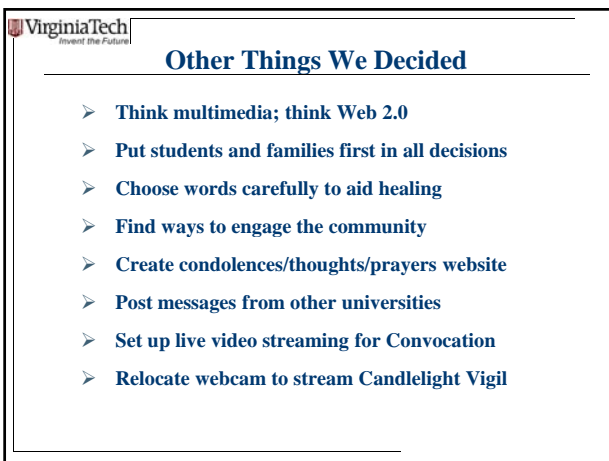 VirginiaTech
Invent the Future
Other Things We Decided
➢ Think multimedia; think Web 2.0
➢ Put students and families first in all decisions
➢ Choose words carefully to aid healing
➢ Find ways to engage the community
➢ Create condolences/thoughts/prayers website
➢ Post messages from other universities
➢ Set up live video streaming for Convocation
➢ Relocate webcam to stream Candlelight Vigil